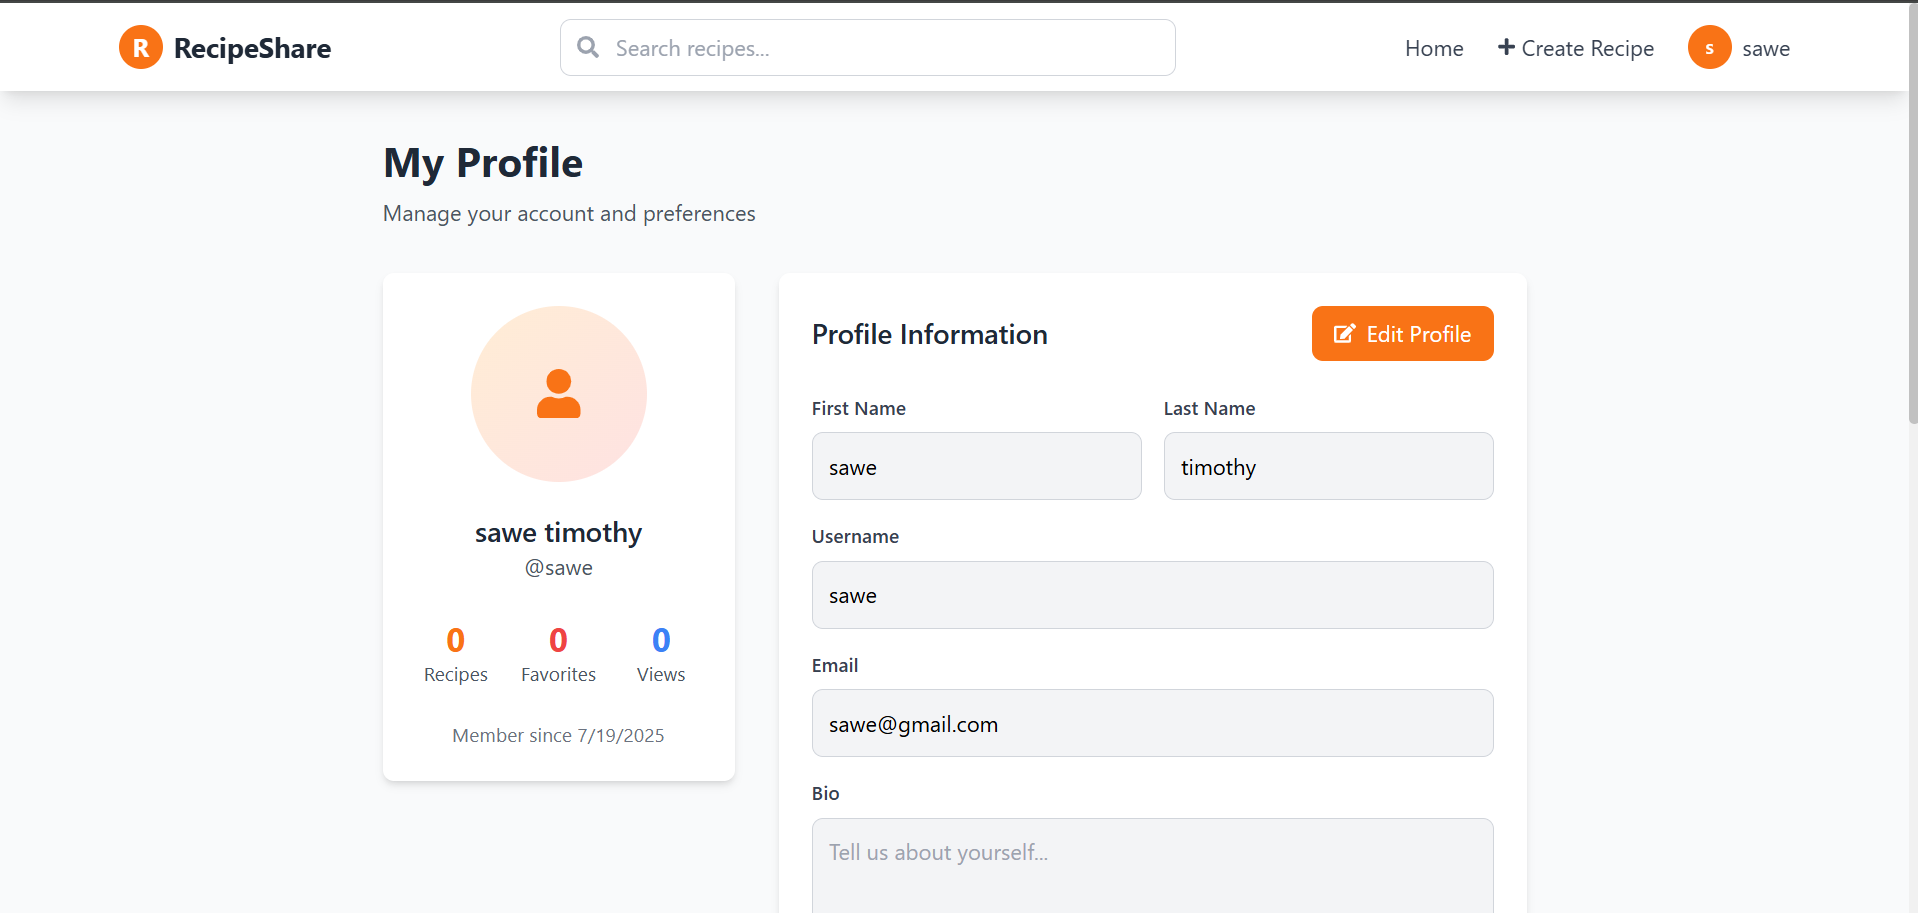 R RecipeShare
Search recipes...
Home
Create Recipe
s sawe
My Profile
Manage your account and preferences
sawe timothy
@sawe
0 0 0
Recipes Favorites Views
Member since 7/19/2025
Profile Information
Edit Profile
First Name Last Name
sawe timothy
Username
sawe
Email
sawe@gmail.com
Bio
Tell us about yourself...